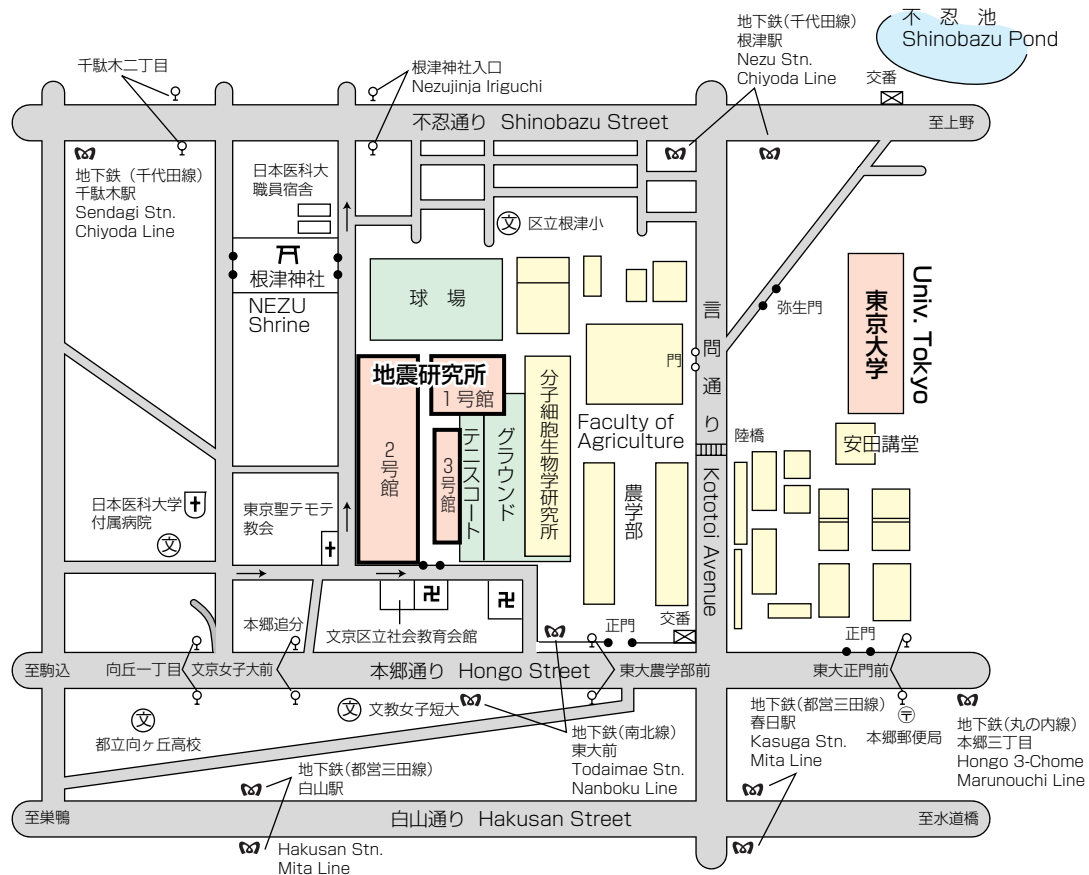 不 忍 池
Shinobazu Pond
地下鉄(千代田線)
根津駅
Nezu Stn.
Chiyoda Line
交番
千駄木二丁目
根津神社入口
Nezujinja Iriguchi
不忍通り Shinobazu Street
至上野
地下鉄(千代田線)
千駄木駅
Sendagi Stn.
Chiyoda Line
日本医科大
職員宿舎
文
区立根津小
根津神社
NEZU
Shrine
球 場
弥生門
言問通り
門
東京大学
Univ. Tokyo
地震研究所
1号館
2号館
3号館
テニスコート
グラウンド
分子細胞生物学研究所
Faculty of
Agriculture
農学部
陸橋
安田講堂
Kototoi Avenue
日本医科大学
付属病院
文
東京聖テモテ
教会
卍
卍
文京区立社会教育会館
本郷追分
正門
交番
正門
至駒込
向丘一丁目
文京女子大前
本郷通り Hongo Street
東大農学部前
東大正門前
文
都立向ヶ丘高校
文
文教女子短大
地下鉄(南北線)
東大前
Todaimae Stn.
Nanboku Line
地下鉄(都営三田線)
春日駅
Kasuga Stn.
Mita Line
〒
本郷郵便局
地下鉄(丸の内線)
本郷三丁目
Hongo 3-Chome
Marunouchi Line
地下鉄(都営三田線)
白山駅
至巣鴨
白山通り Hakusan Street
至水道橋
Hakusan Stn.
Mita Line